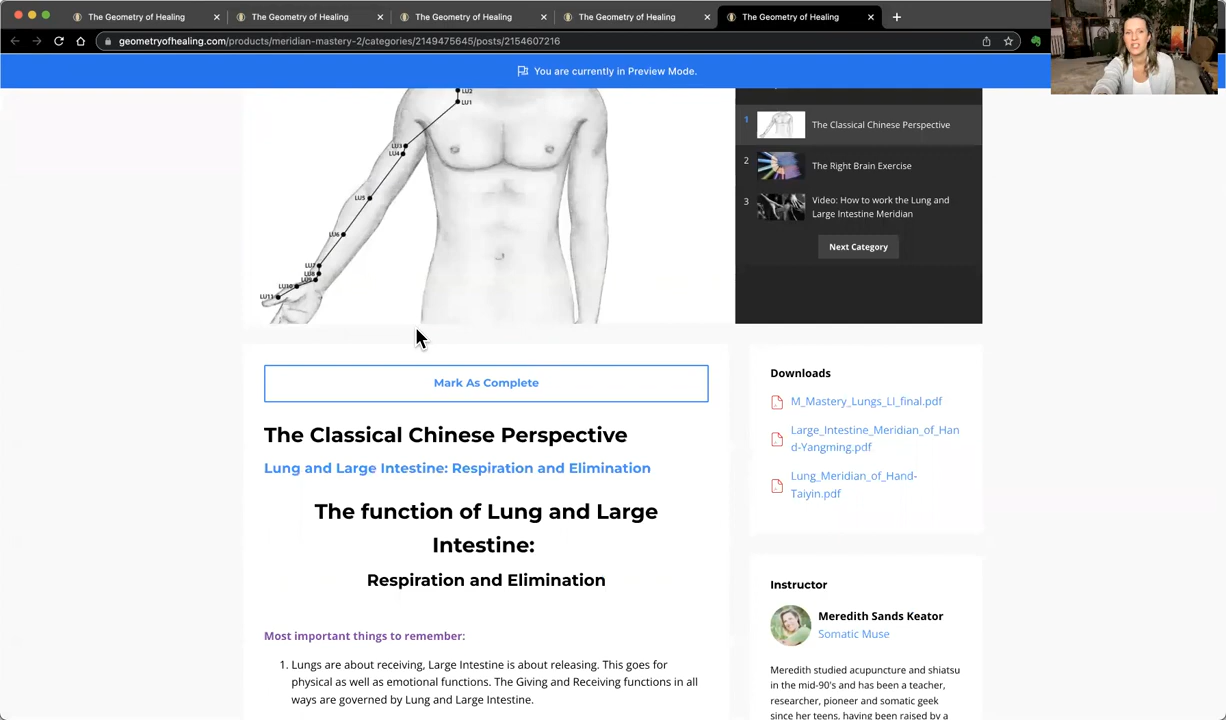 The Geometry of Healing
The Geometry of Healing
The Geometry of Healing
The Geometry of Healing
The Geometry of Healing
geometryofhealing.com/products/meridian-mastery-2/categories/2149475645/posts/2154607216
You are currently in Preview Mode.
LU2
LU1
LU3
LU4
LU5
LU6
LU7
LU8
LU9
LU10
LU11
1
The Classical Chinese Perspective
2
The Right Brain Exercise
3
Video: How to work the Lung and
Large Intestine Meridian
Next Category
Mark As Complete
The Classical Chinese Perspective
Lung and Large Intestine: Respiration and Elimination
The function of Lung and Large
Intestine:
Respiration and Elimination
Most important things to remember:
1. Lungs are about receiving, Large Intestine is about releasing. This goes for
physical as well as emotional functions. The Giving and Receiving functions in all
ways are governed by Lung and Large Intestine.
Downloads
M_Mastery_Lungs_LI_final.pdf
Large_Intestine_Meridian_of_Han
d-Yangming.pdf
Lung_Meridian_of_Hand-
Taiyin.pdf
Instructor
Meredith Sands Keator
Somatic Muse
Meredith studied acupuncture and shiatsu
in the mid-90's and has been a teacher,
researcher, pioneer and somatic geek
since her teens, having been raised by a